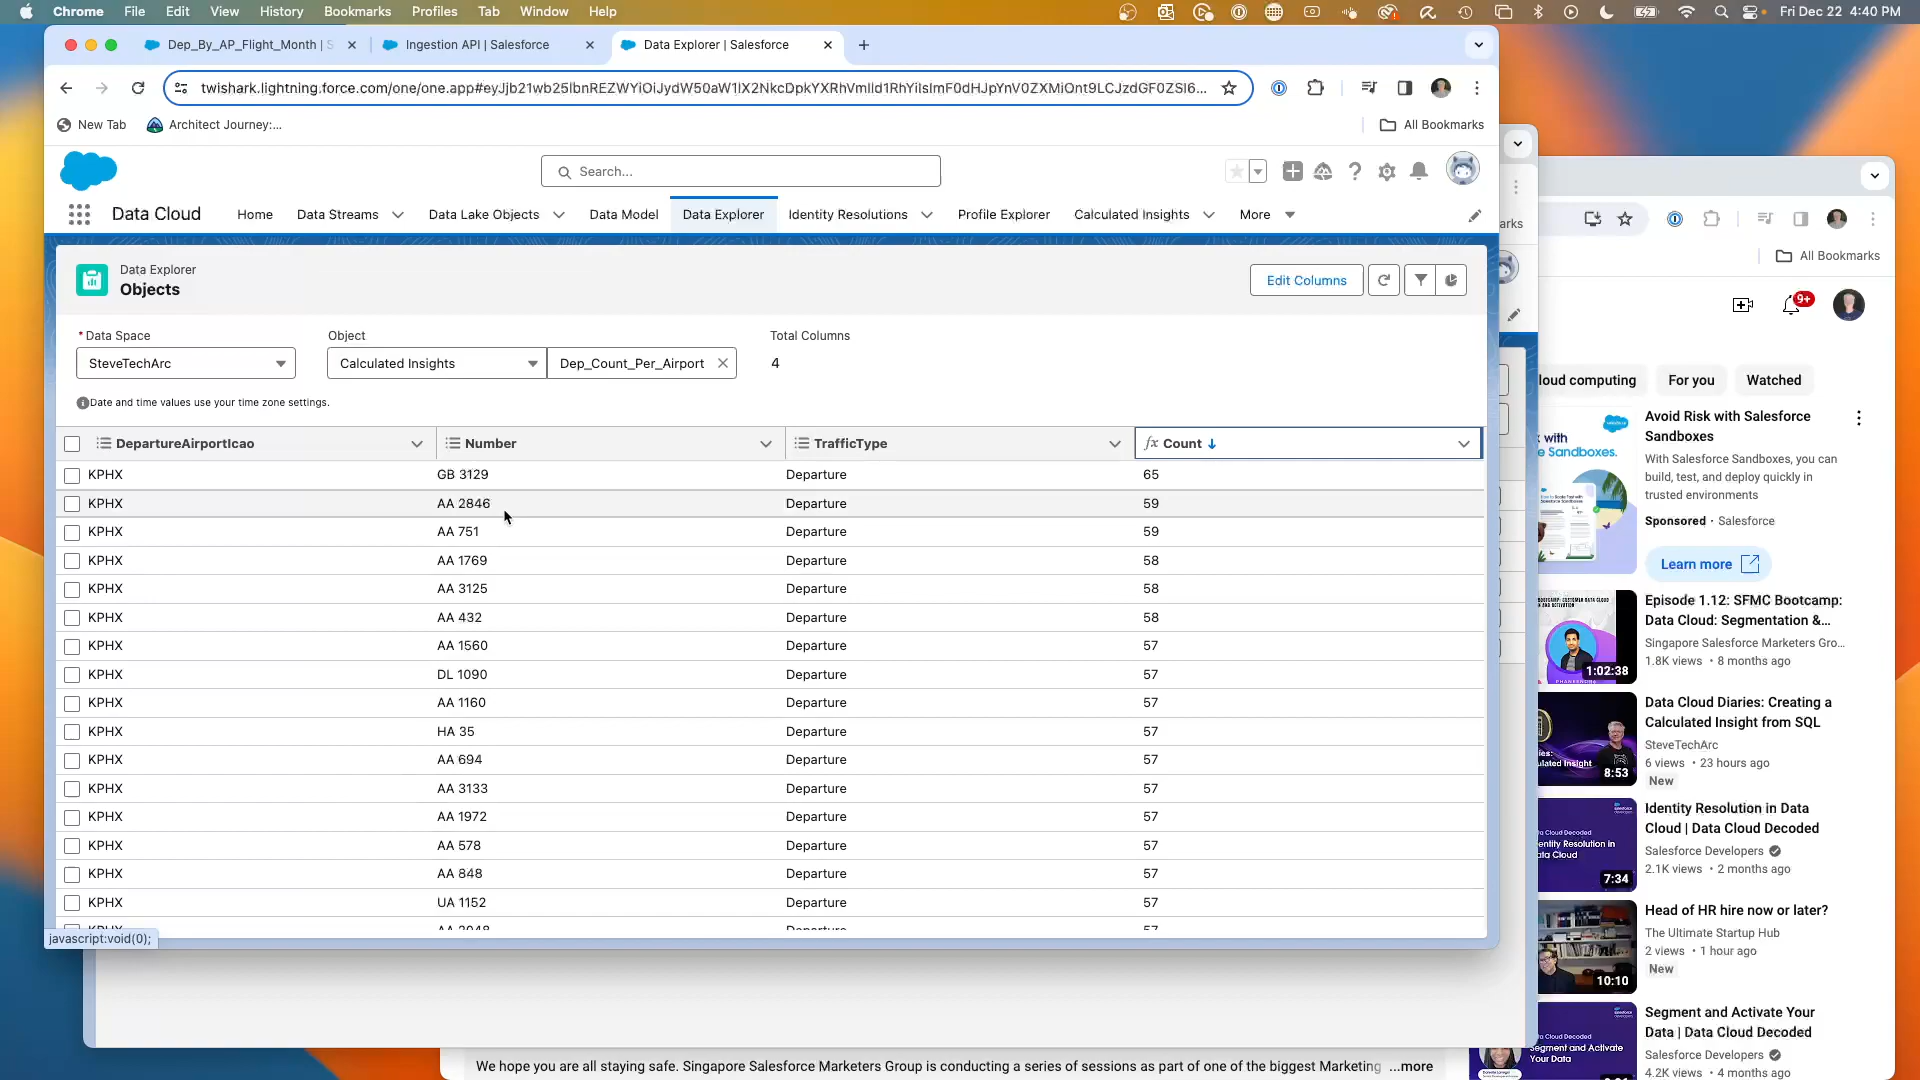 Chrome File Edit View History Bookmarks Profiles Tab Window Help
Fri Dec 22 4:40 PM
Dep_By_AP_Flight_Month | S
Ingestion API | Salesforce
Data Explorer | Salesforce
New Tab
Architect Journey:...
All Bookmarks
Search...
Data Cloud
Home
Data Streams
Data Lake Objects
Data Model
Data Explorer
Identity Resolutions
Profile Explorer
Calculated Insights
More
Data Explorer
Objects
Edit Columns
* Data Space
Object
Total Columns
SteveTechArc
Calculated Insights
Dep_Count_Per_Airport
4
Date and time values use your time zone settings.
DepartureAirportIcao Number TrafficType Count
KPHX GB 3129 Departure 65
KPHX AA 2846 Departure 59
KPHX AA 751 Departure 59
KPHX AA 1769 Departure 58
KPHX AA 3125 Departure 58
KPHX AA 432 Departure 58
KPHX AA 1560 Departure 57
KPHX DL 1090 Departure 57
KPHX AA 1160 Departure 57
KPHX HA 35 Departure 57
KPHX AA 694 Departure 57
KPHX AA 3133 Departure 57
KPHX AA 1972 Departure 57
KPHX AA 578 Departure 57
KPHX AA 848 Departure 57
KPHX UA 1152 Departure 57
javascript:void(0);
arks
All Bookmarks
9+
loud computing
For you
Watched
Avoid Risk with Salesforce
Sandboxes
With Salesforce Sandboxes, you can
build, test, and deploy quickly in
trusted environments
Sponsored · Salesforce
Learn more
Episode 1.12: SFMC Bootcamp:
Data Cloud: Segmentation &...
Singapore Salesforce Marketers Gro...
1.8K views • 8 months ago
1:02:38
Data Cloud Diaries: Creating a
Calculated Insight from SQL
SteveTechArc
6 views • 23 hours ago
New
8:53
Identity Resolution in Data
Cloud | Data Cloud Decoded
Salesforce Developers
2.1K views • 2 months ago
7:34
Head of HR hire now or later?
The Ultimate Startup Hub
2 views • 1 hour ago
New
10:10
Segment and Activate Your
Data | Data Cloud Decoded
Salesforce Developers
4.2K views • 4 months ago
We hope you are all staying safe. Singapore Salesforce Marketers Group is conducting a series of sessions as part of one of the biggest Marketing ...more